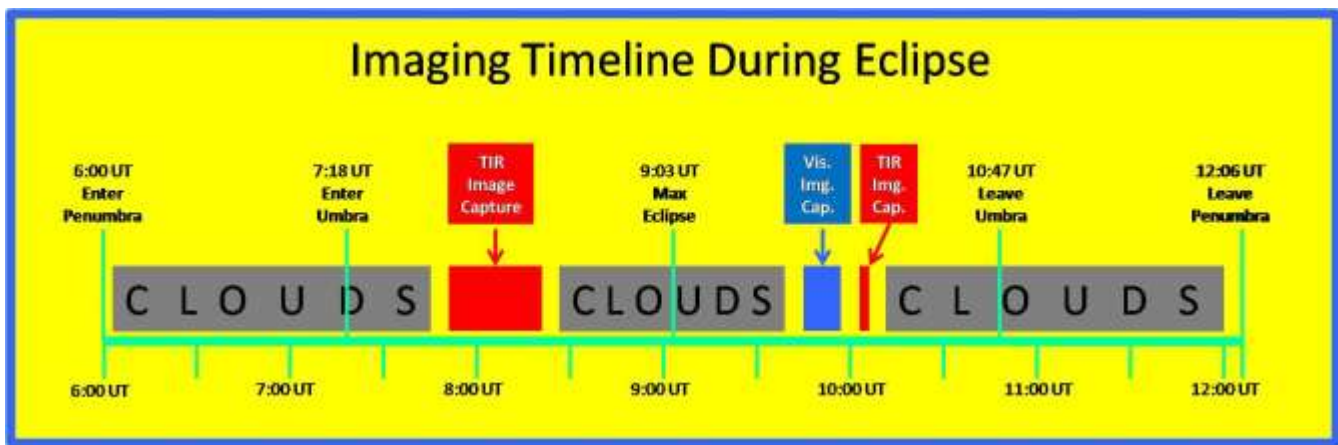 Imaging Timeline During Eclipse
6:00 UT
Enter
Penumbra
7:18 UT
Enter
Umbra
TIR
Image
Capture
9:03 UT
Max
Eclipse
Vis.
Img.
Cap.
TIR
Img.
Cap.
10:47 UT
Leave
Umbra
12:06 UT
Leave
Penumbra
C L O U D S
C L O U D S
C L O U D S
6:00 UT
7:00 UT
8:00 UT
9:00 UT
10:00 UT
11:00 UT
12:00 UT